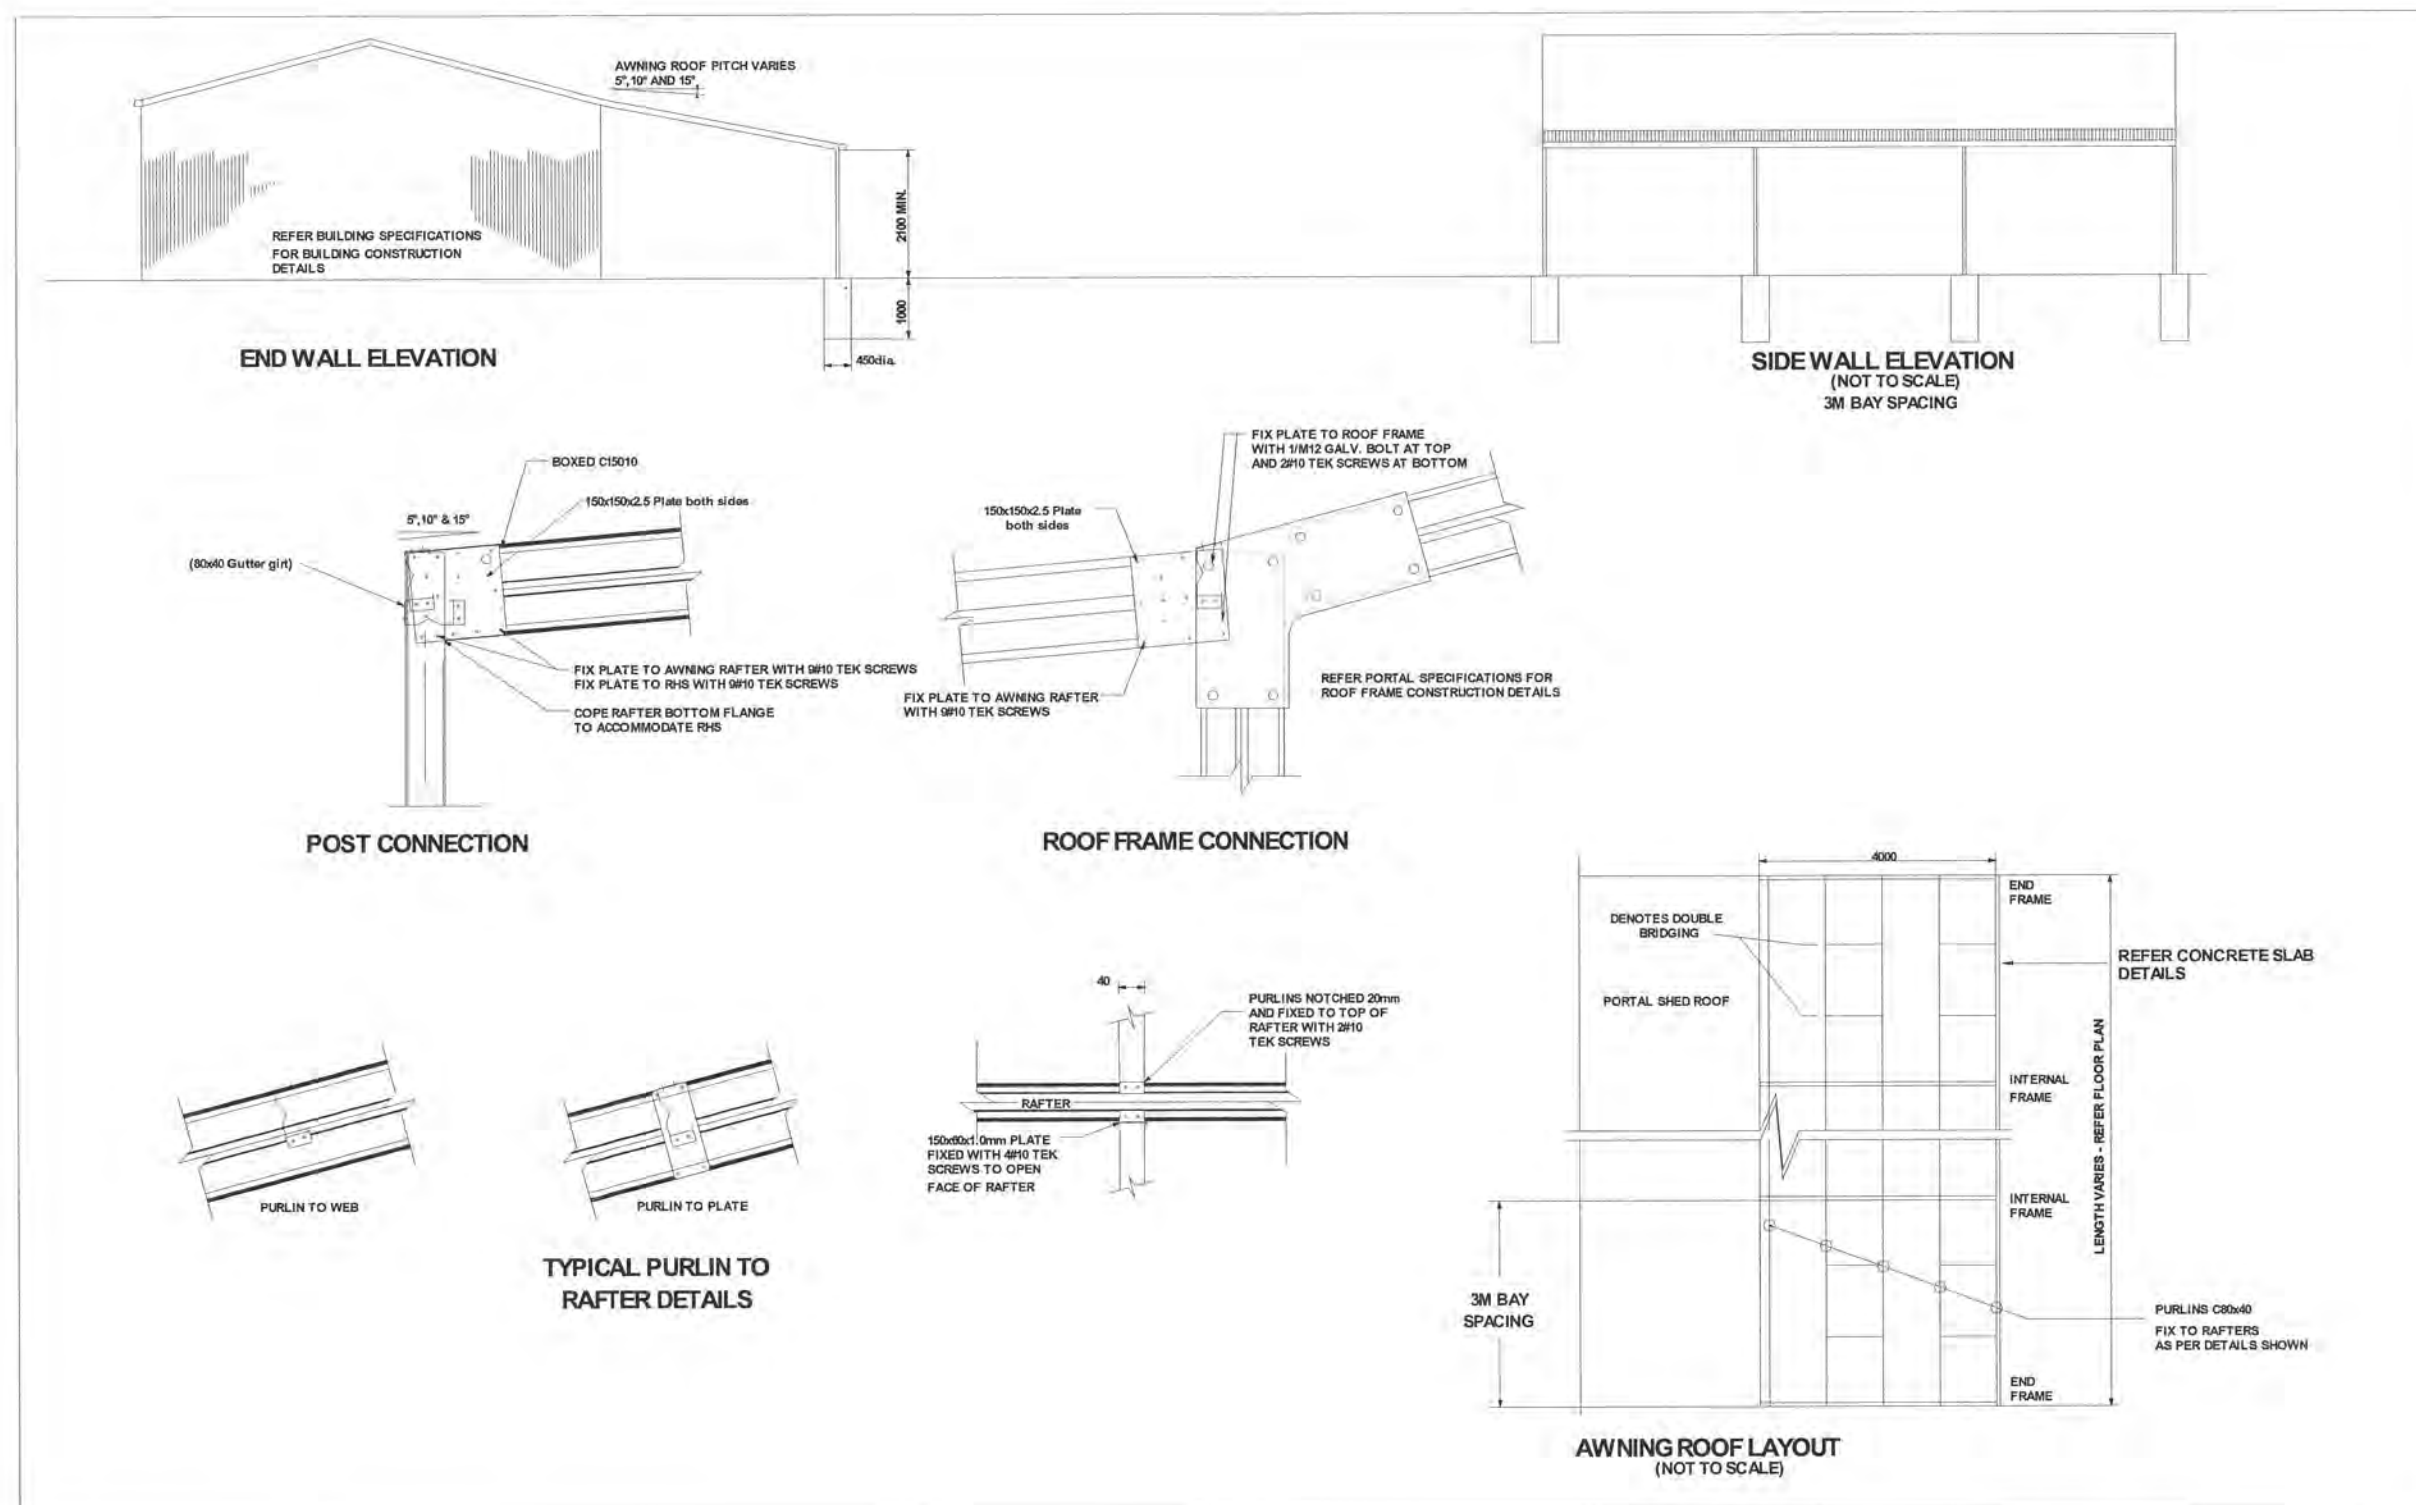 AWNING ROOF PITCH VARIES
5°,10° AND 15°
2100 MIN.
REFER BUILDING SPECIFICATIONS
FOR BUILDING CONSTRUCTION
DETAILS
1000
450dia.
END WALL ELEVATION
SIDE WALL ELEVATION
(NOT TO SCALE)
3M BAY SPACING
BOXED C15010
150x150x2.5 Plate both sides
5°,10° & 15°
(80x40 Gutter girt)
FIX PLATE TO AWNING RAFTER WITH 9#10 TEK SCREWS
FIX PLATE TO RHS WITH 9#10 TEK SCREWS
COPE RAFTER BOTTOM FLANGE
TO ACCOMMODATE RHS
POST CONNECTION
FIX PLATE TO ROOF FRAME
WITH 1/M12 GALV. BOLT AT TOP
AND 2#10 TEK SCREWS AT BOTTOM
150x150x2.5 Plate
both sides
FIX PLATE TO AWNING RAFTER
WITH 9#10 TEK SCREWS
REFER PORTAL SPECIFICATIONS FOR
ROOF FRAME CONSTRUCTION DETAILS
ROOF FRAME CONNECTION
PURLIN TO WEB
PURLIN TO PLATE
TYPICAL PURLIN TO
RAFTER DETAILS
40
PURLINS NOTCHED 20mm
AND FIXED TO TOP OF
RAFTER WITH 2#10
TEK SCREWS
RAFTER
150x60x1.0mm PLATE
FIXED WITH 4#10 TEK
SCREWS TO OPEN
FACE OF RAFTER
4000
END
FRAME
DENOTES DOUBLE
BRIDGING
REFER CONCRETE SLAB
DETAILS
PORTAL SHED ROOF
INTERNAL
FRAME
LENGTH VARIES - REFER FLOOR PLAN
INTERNAL
FRAME
3M BAY
SPACING
PURLINS C80x40
FIX TO RAFTERS
AS PER DETAILS SHOWN
END
FRAME
AWNING ROOF LAYOUT
(NOT TO SCALE)